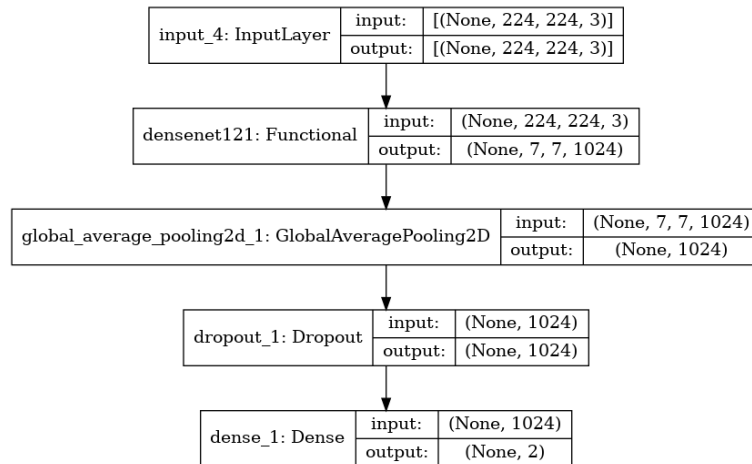 input_4: InputLayer
input: [(None, 224, 224, 3)]
output: [(None, 224, 224, 3)]
densenet121: Functional
input: (None, 224, 224, 3)
output: (None, 7, 7, 1024)
global_average_pooling2d_1: GlobalAveragePooling2D
input: (None, 7, 7, 1024)
output: (None, 1024)
dropout_1: Dropout
input: (None, 1024)
output: (None, 1024)
dense_1: Dense
input: (None, 1024)
output: (None, 2)